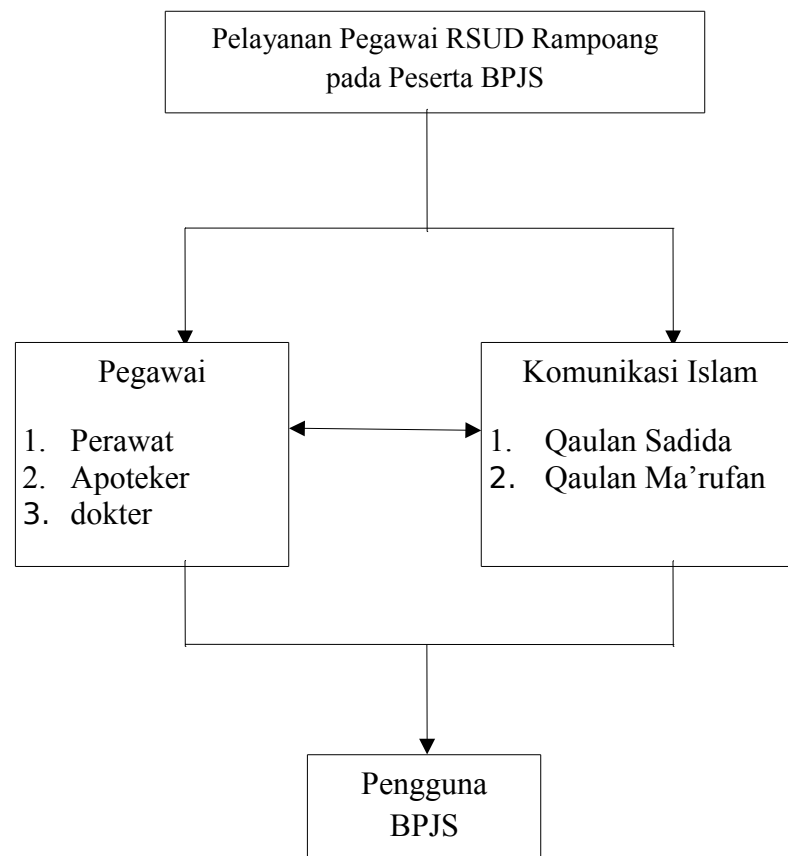 Pelayanan Pegawai RSUD Rampoang
pada Peserta BPJS
Pegawai
1. Perawat
2. Apoteker
3. dokter
Komunikasi Islam
1. Qaulan Sadida
2. Qaulan Ma’rufan
Pengguna
BPJS